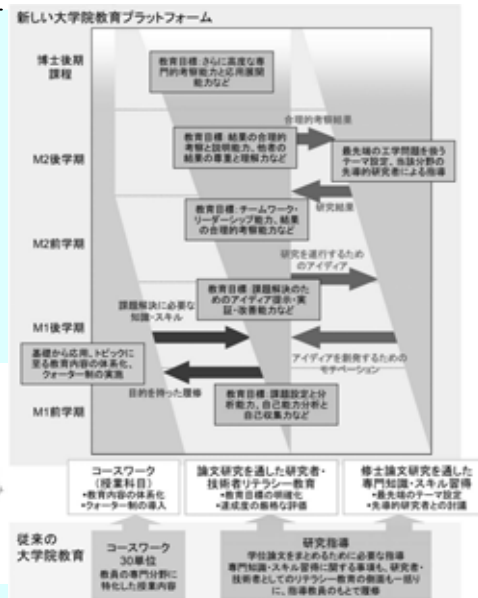 新しい大学院教育プラットフォーム
博士後期
課程
教育目標:さらに高度な専
門的考察能力と応用展開
能力など
合理的考察結果
M2後学期
教育目標:結果の合理的
考察と説明能力、他者の
結果の尊重と理解力など
最先端の工学問題を扱う
テーマ設定、当該分野の
先導的研究者による指導
研究結果
教育目標:チームワーク・
リーダーシップ能力、結果
の合理的考察能力など
M2前学期
研究を進行するため
のアイディア
教育目標:課題解決のた
めのアイディア提示・実
証・改善能力など
課題解決に必要な
知識・スキル
M1後学期
基礎から応用、トピックに
至る教育内容の体系化、
クォーター制の実施
アイディアを創発するための
モチベーション
目的を持った履修
教育目標:課題設定と分
析能力、自己能力分析と
自己収集力など
M1前学期
コースワーク
(授業科目)
•教育内容の体系化
•クォーター制の導入
論文研究を通した研究者・
技術者リテラシー教育
•教育目標の明確化
•達成度の厳格な評価
修士論文研究を通した
専門知識・スキル習得
•最先端のテーマ設定
•先導的研究者との討議
従来の
大学院教育
コースワーク
30単位
教員の専門分野に
特化した授業内容
研究指導
学位論文をまとめるために必要な指導
専門知識・スキル習得に関する事項も、研究者・
技術者としてのリテラシー教育の側面も一括り
に、指導教員のもとで履修